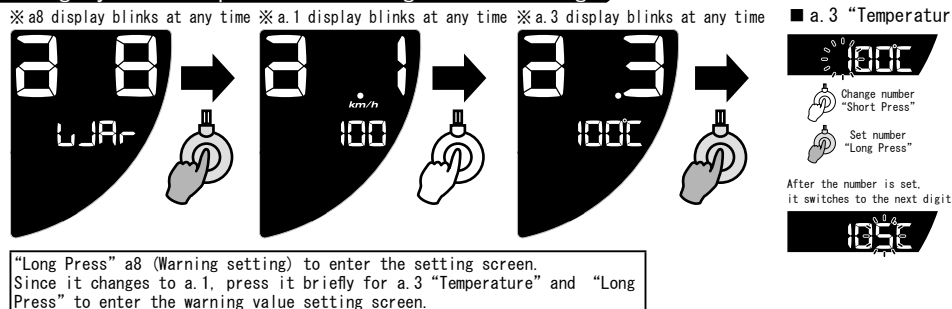 ※ a8 display blinks at any time ※ a.1 display blinks at any time ※ a.3 display blinks at any time
■ a.3 “Temperatur
a 8
WAr
a 1
km/h
100
a.3
100℃
100℃
Change number
“Short Press”
Set number
“Long Press”
After the number is set,
it switches to the next digit
105℃
“Long Press” a8 (Warning setting) to enter the setting screen.
Since it changes to a.1, press it briefly for a.3 “Temperature” and “Long
Press” to enter the warning value setting screen.